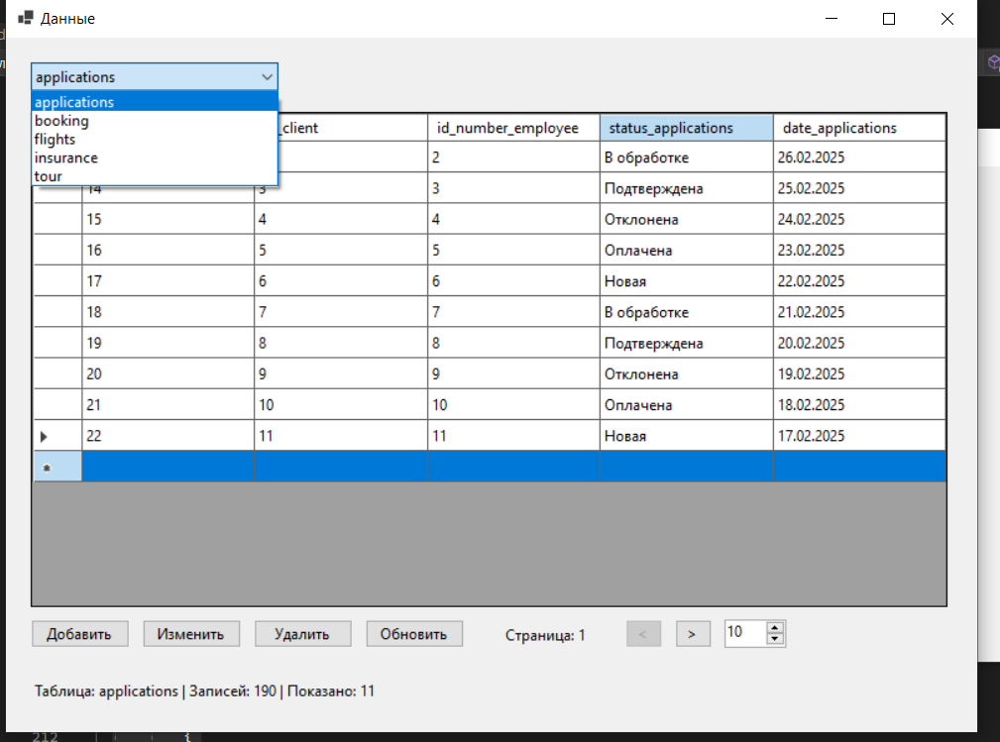 Данные
applications
applications
booking
flights
insurance
tour
_client id_number_employee status_applications date_applications
2 В обработке 26.02.2025
14 3 3 Подтверждена 25.02.2025
15 4 4 Отклонена 24.02.2025
16 5 5 Оплачена 23.02.2025
17 6 6 Новая 22.02.2025
18 7 7 В обработке 21.02.2025
19 8 8 Подтверждена 20.02.2025
20 9 9 Отклонена 19.02.2025
21 10 10 Оплачена 18.02.2025
22 11 11 Новая 17.02.2025
Добавить Изменить Удалить Обновить Страница: 1 < > 10
Таблица: applications | Записей: 190 | Показано: 11
212 {